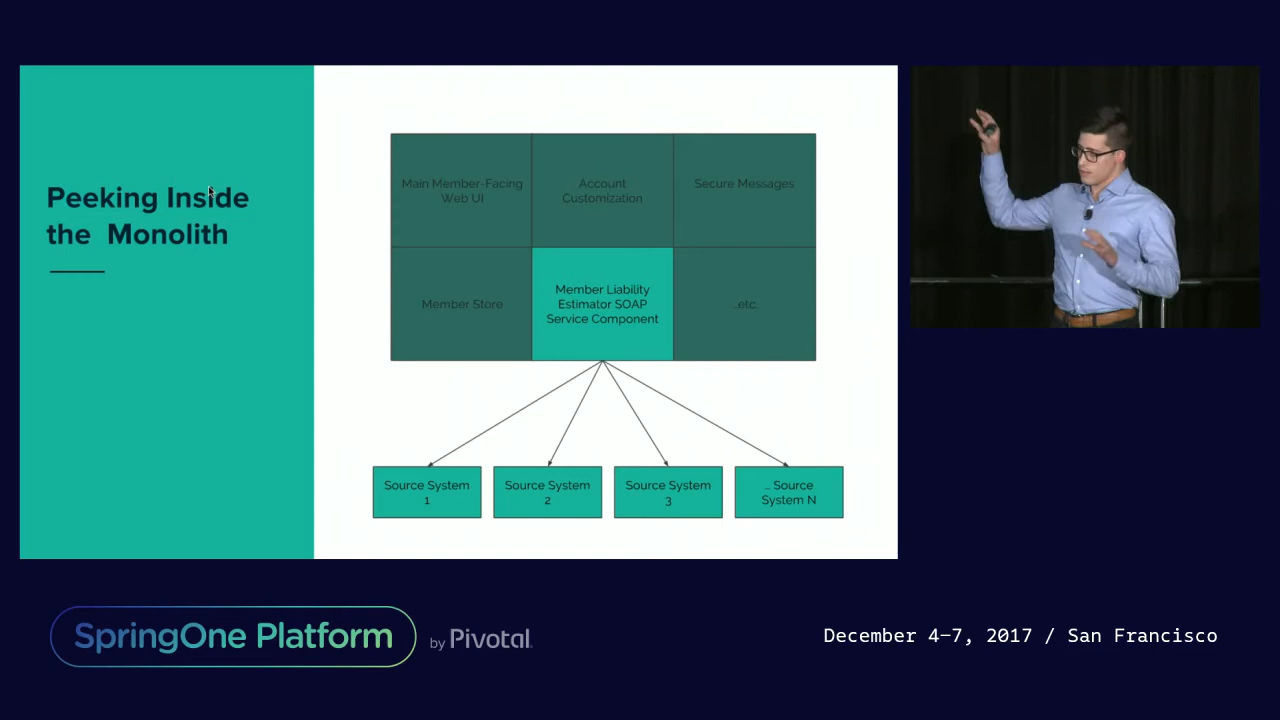 Peeking Inside
the Monolith
Main Member-Facing
Web UI
Account
Customization
Secure Messages
Member Store
Member Liability
Estimator SOAP
Service Component
...etc.
Source System
1
Source System
2
Source System
3
... Source
System N
SpringOne Platform
by Pivotal.
December 4–7, 2017 / San Francisco